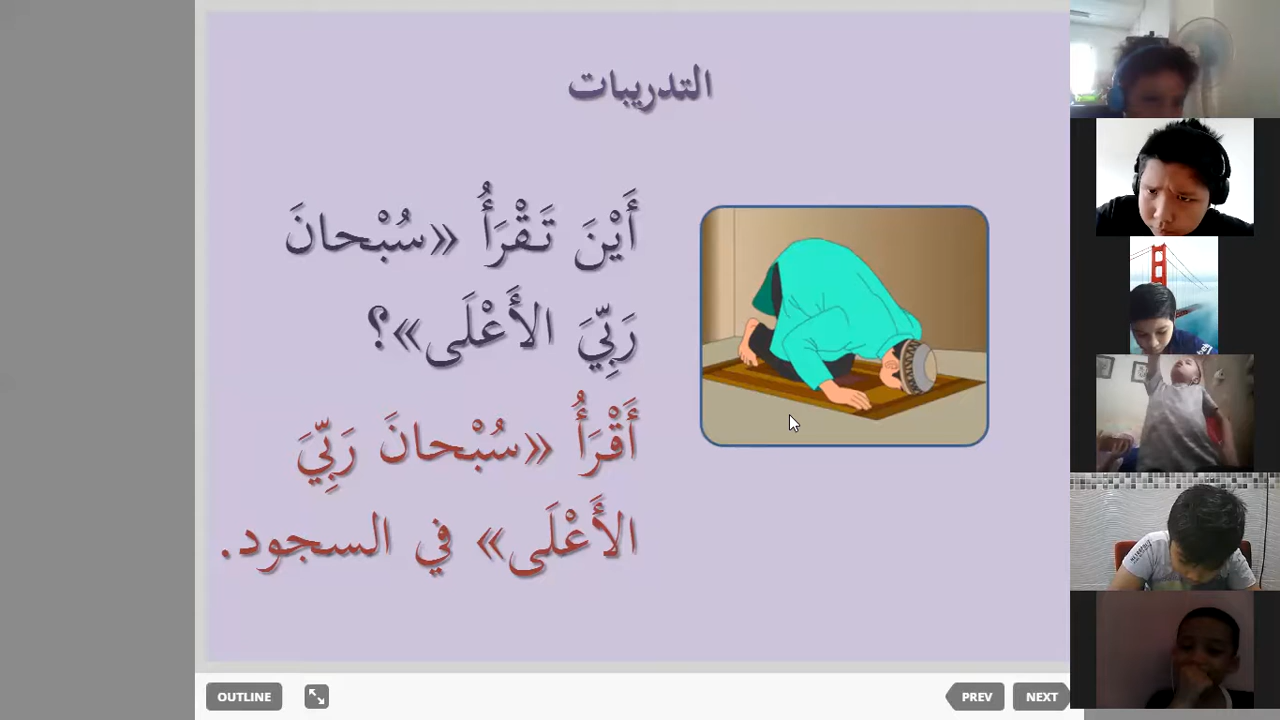 التدريبات
أَيْنَ تَقْرَأُ «سُبْحانَ
رَبِّيَ الأَعْلَى»؟
أَقْرَأُ «سُبْحانَ رَبِّيَ
الأَعْلَى» في السجود.
OUTLINE
PREV
NEXT